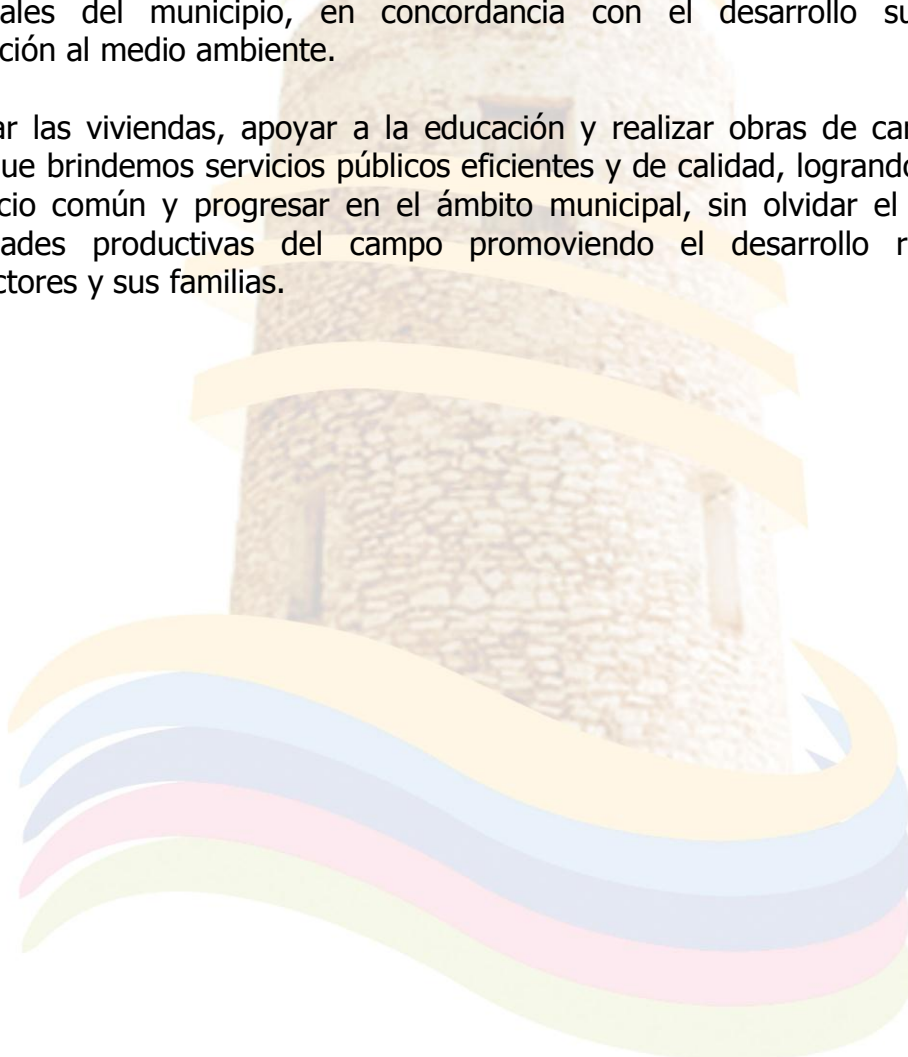 ales del municipio, en concordancia con el desarrollo su
ción al medio ambiente.
ar las viviendas, apoyar a la educación y realizar obras de car
ue brindemos servicios públicos eficientes y de calidad, logrando
cio común y progresar en el ámbito municipal, sin olvidar el
ades productivas del campo promoviendo el desarrollo r
ctores y sus familias.